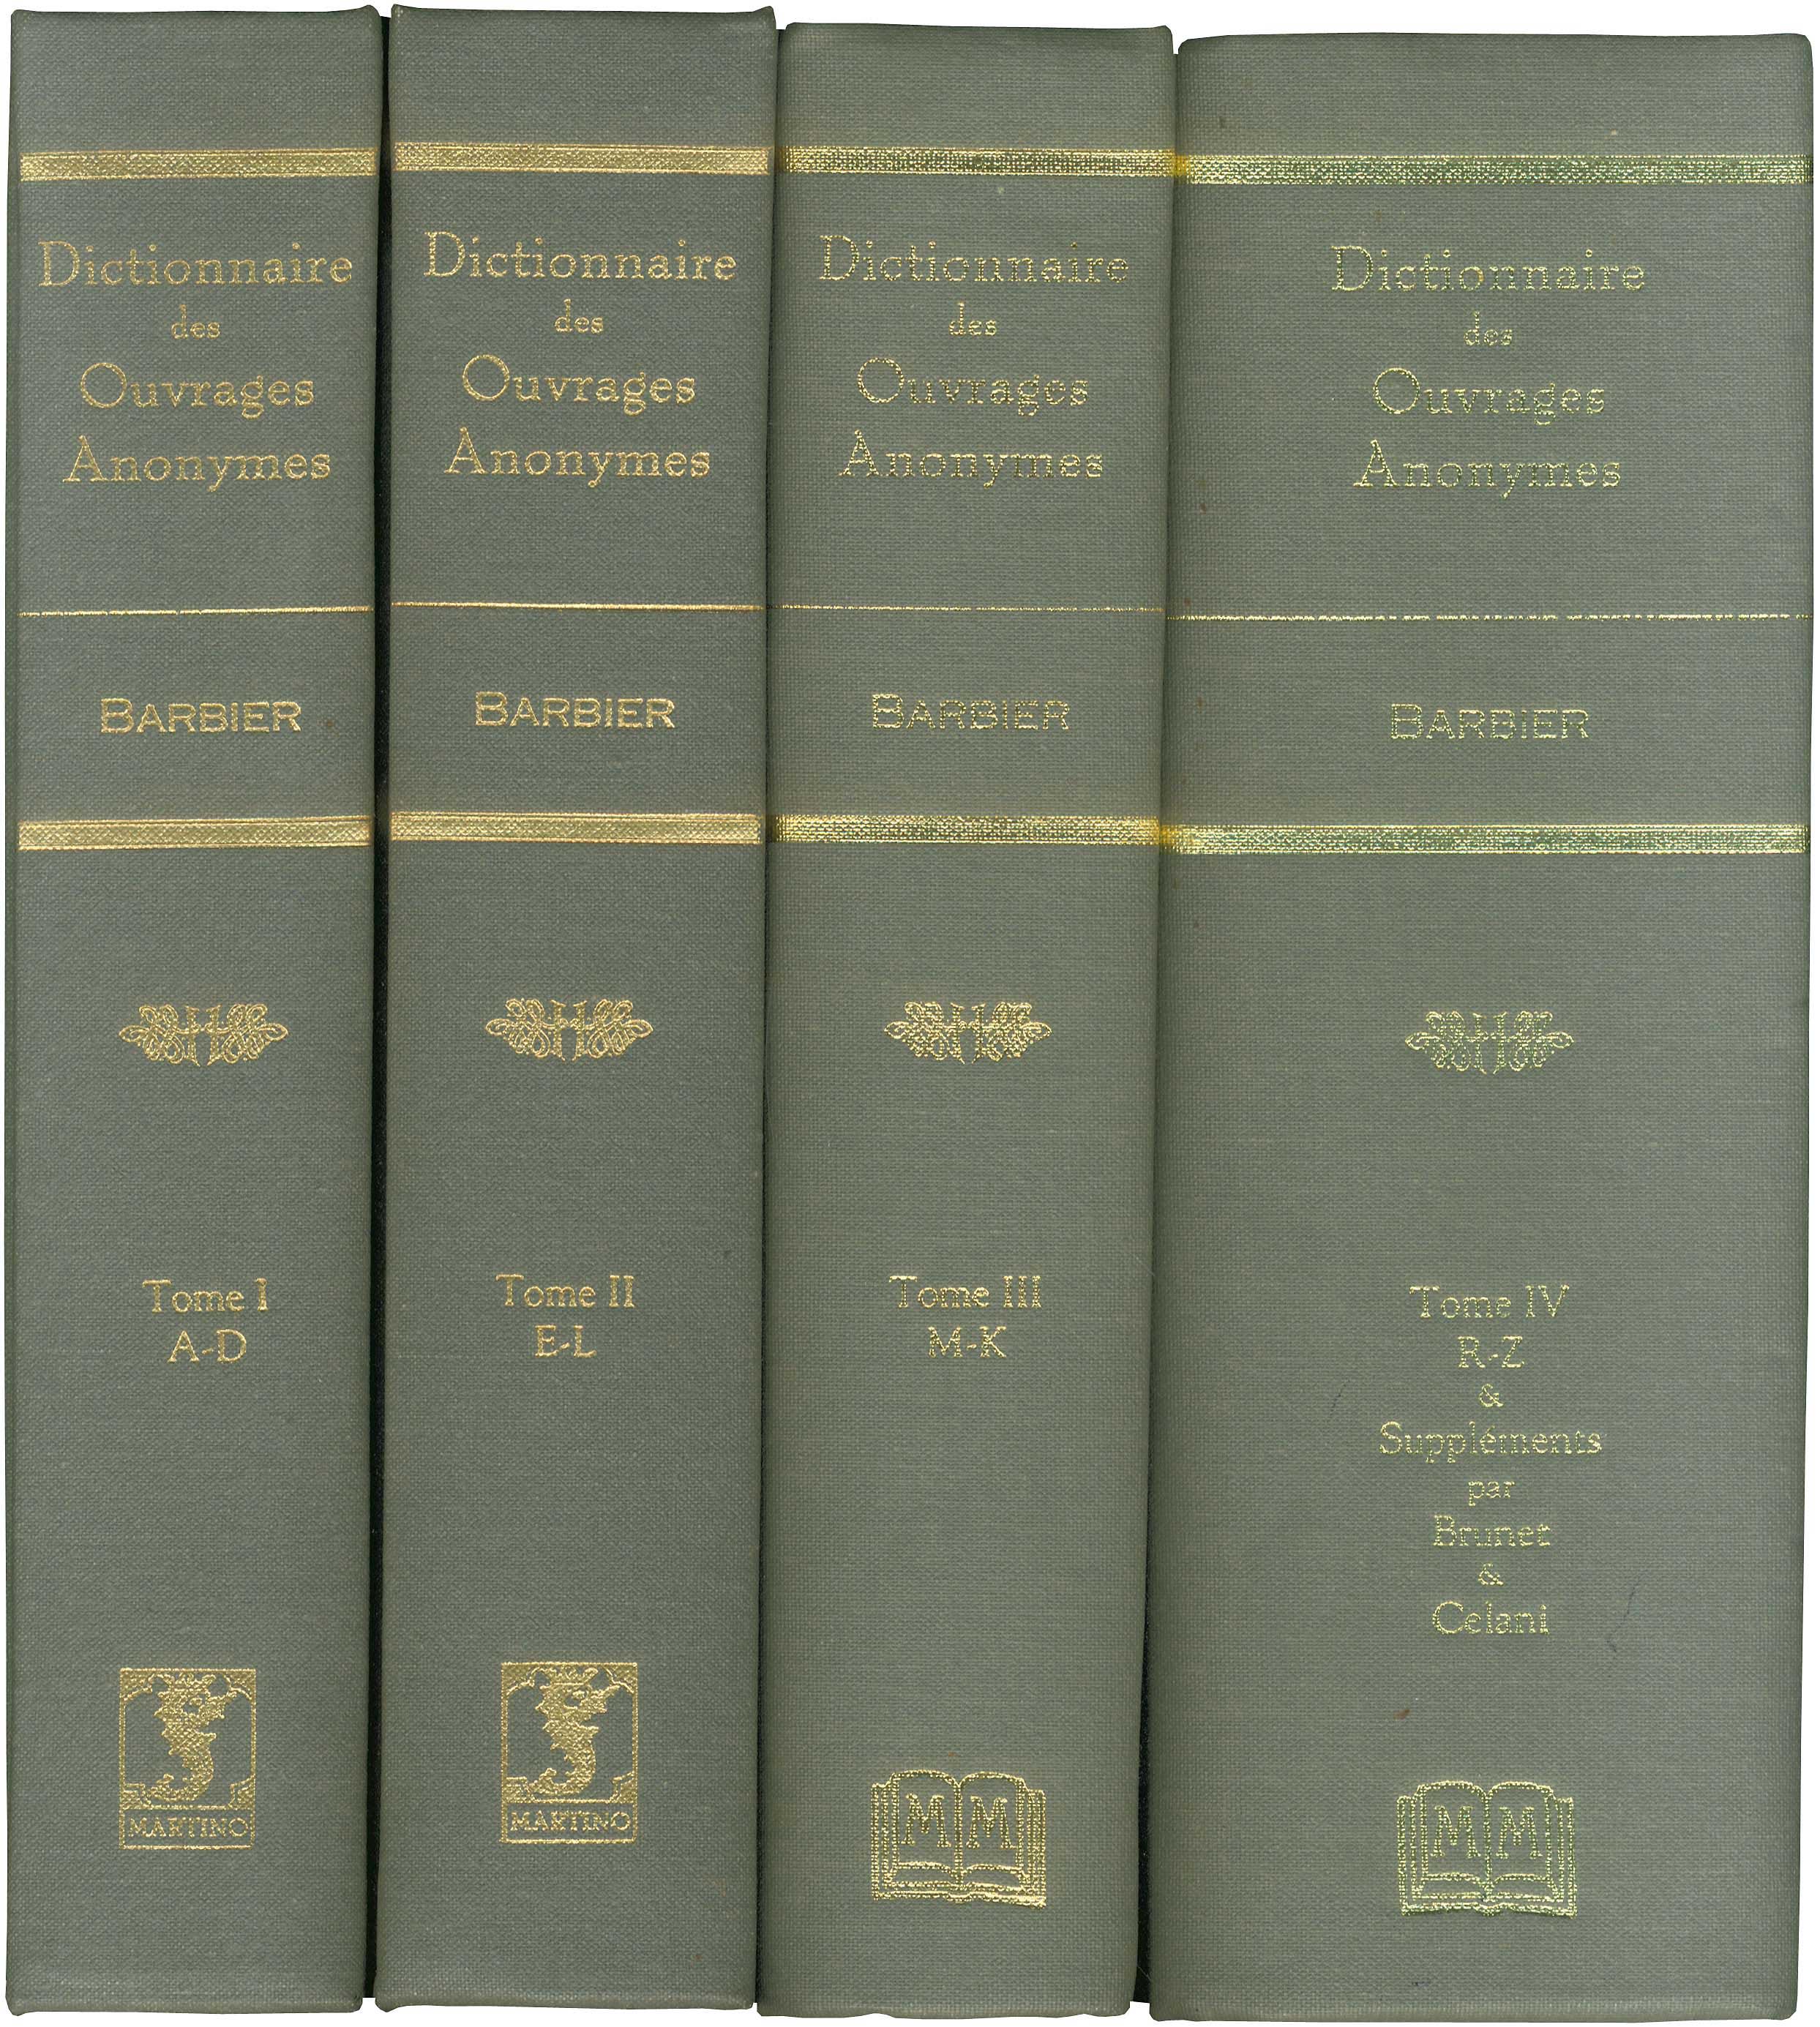 Dictionnaire
des
Ouvrages
Anonymes
BARBIER
H
Tome I
A-D
MARTINO
Dictionnaire
des
Ouvrages
Anonymes
BARBIER
H
Tome II
E-L
MARTINO
Dictionnaire
des
Ouvrages
Anonymes
BARBIER
H
Tome III
M-K
M M
Dictionnaire
des
Ouvrages
Anonymes
BARBIER
H
Tome IV
R-Z
&
Suppléments
par
Brunet
&
Celani
M M